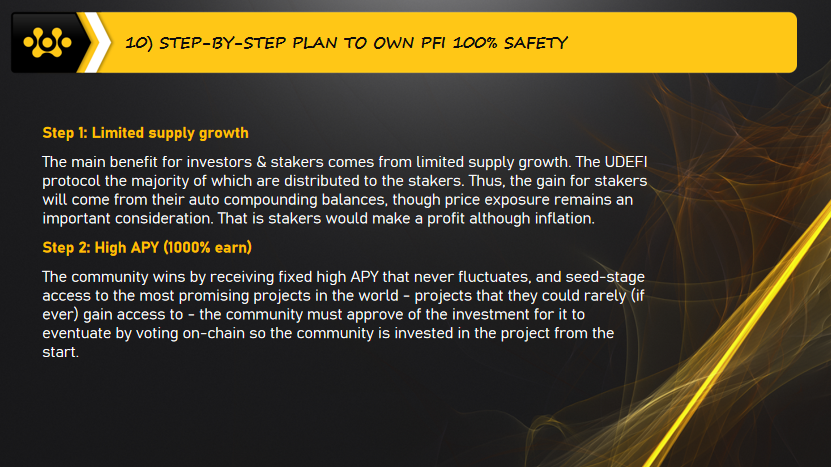 10) STEP-BY-STEP PLAN TO OWN PFI 100% SAFETY
Step 1: Limited supply growth
The main benefit for investors & stakers comes from limited supply growth. The UDEFI
protocol the majority of which are distributed to the stakers. Thus, the gain for stakers
will come from their auto compounding balances, though price exposure remains an
important consideration. That is stakers would make a profit although inflation.
Step 2: High APY (1000% earn)
The community wins by receiving fixed high APY that never fluctuates, and seed-stage
access to the most promising projects in the world - projects that they could rarely (if
ever) gain access to - the community must approve of the investment for it to
eventuate by voting on-chain so the community is invested in the project from the
start.